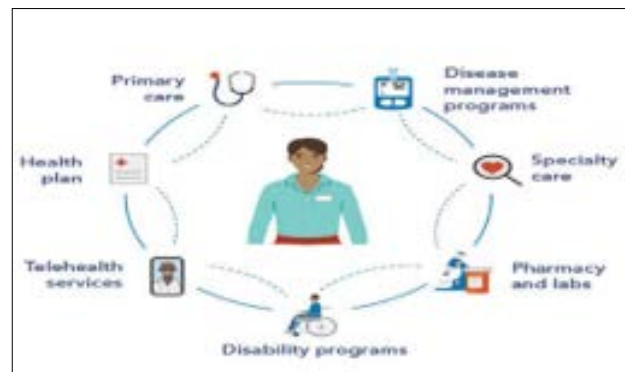 Primary
care
Disease
management
programs
Health
plan
Specialty
care
Telehealth
services
Pharmacy
and labs
Disability programs